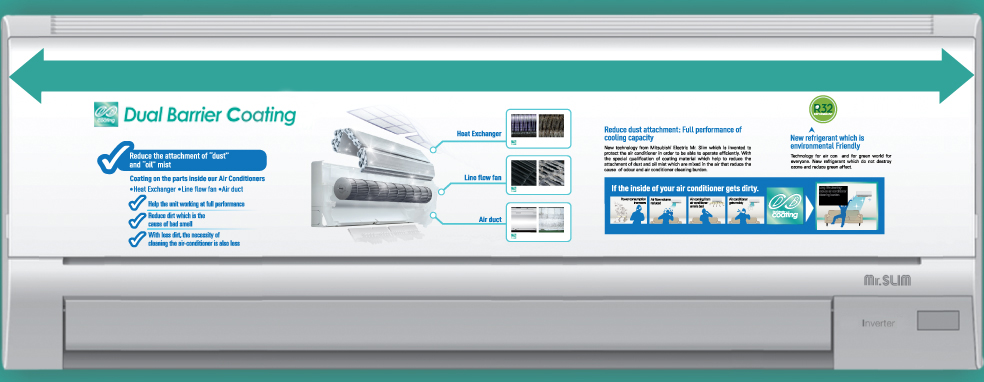 Dual Barrier Coating
Reduce the attachment of "dust"
and "oil" mist
Coating on the parts inside our Air Conditioners
•Heat Exchanger •Line flow fan •Air duct
Help the unit working at full performance
Reduce dirt which is the
cause of bad smell
With less dirt, the necessity of
cleaning the air-conditioner is also less
Heat Exchanger
Line flow fan
Air duct
Reduce dust attachment: Full performance of
cooling capacity
New technology from Mitsubishi Electric Mr. Slim which is invented to
protect the air conditioner in order to be able to operate efficiently. With
the special qualification of coating material which help to reduce the
attachment of dust and oil mist which are mixed in the air that reduce the
cause of odour and air conditioner cleaning burden.
If the inside of your air conditioner gets dirty.
coating
R32
New refrigerant which is
environmental Friendly
Technology for air con and for green world for
everyone. New refrigerant which do not destroy
ozone and reduce green affect.
Mr.SLIM
Inverter